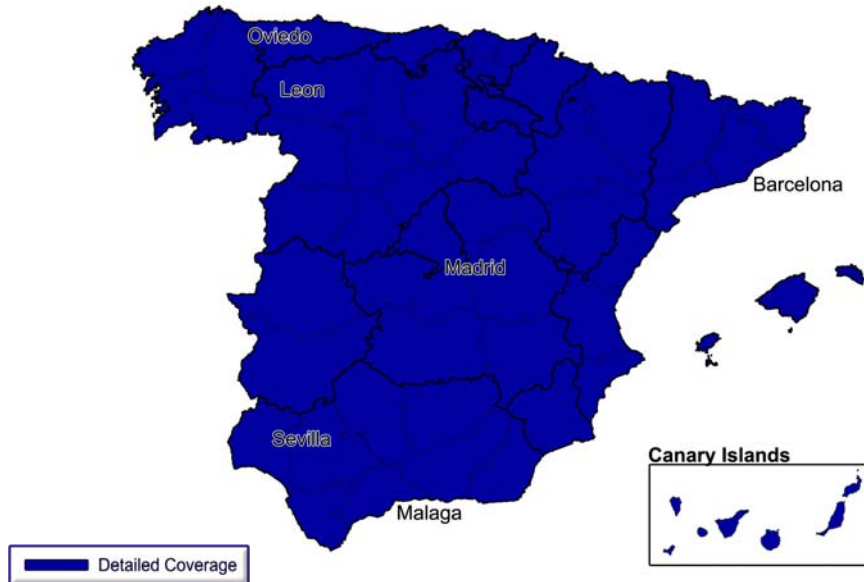 Oviedo
Leon
Barcelona
Madrid
Sevilla
Canary Islands
Malaga
Detailed Coverage